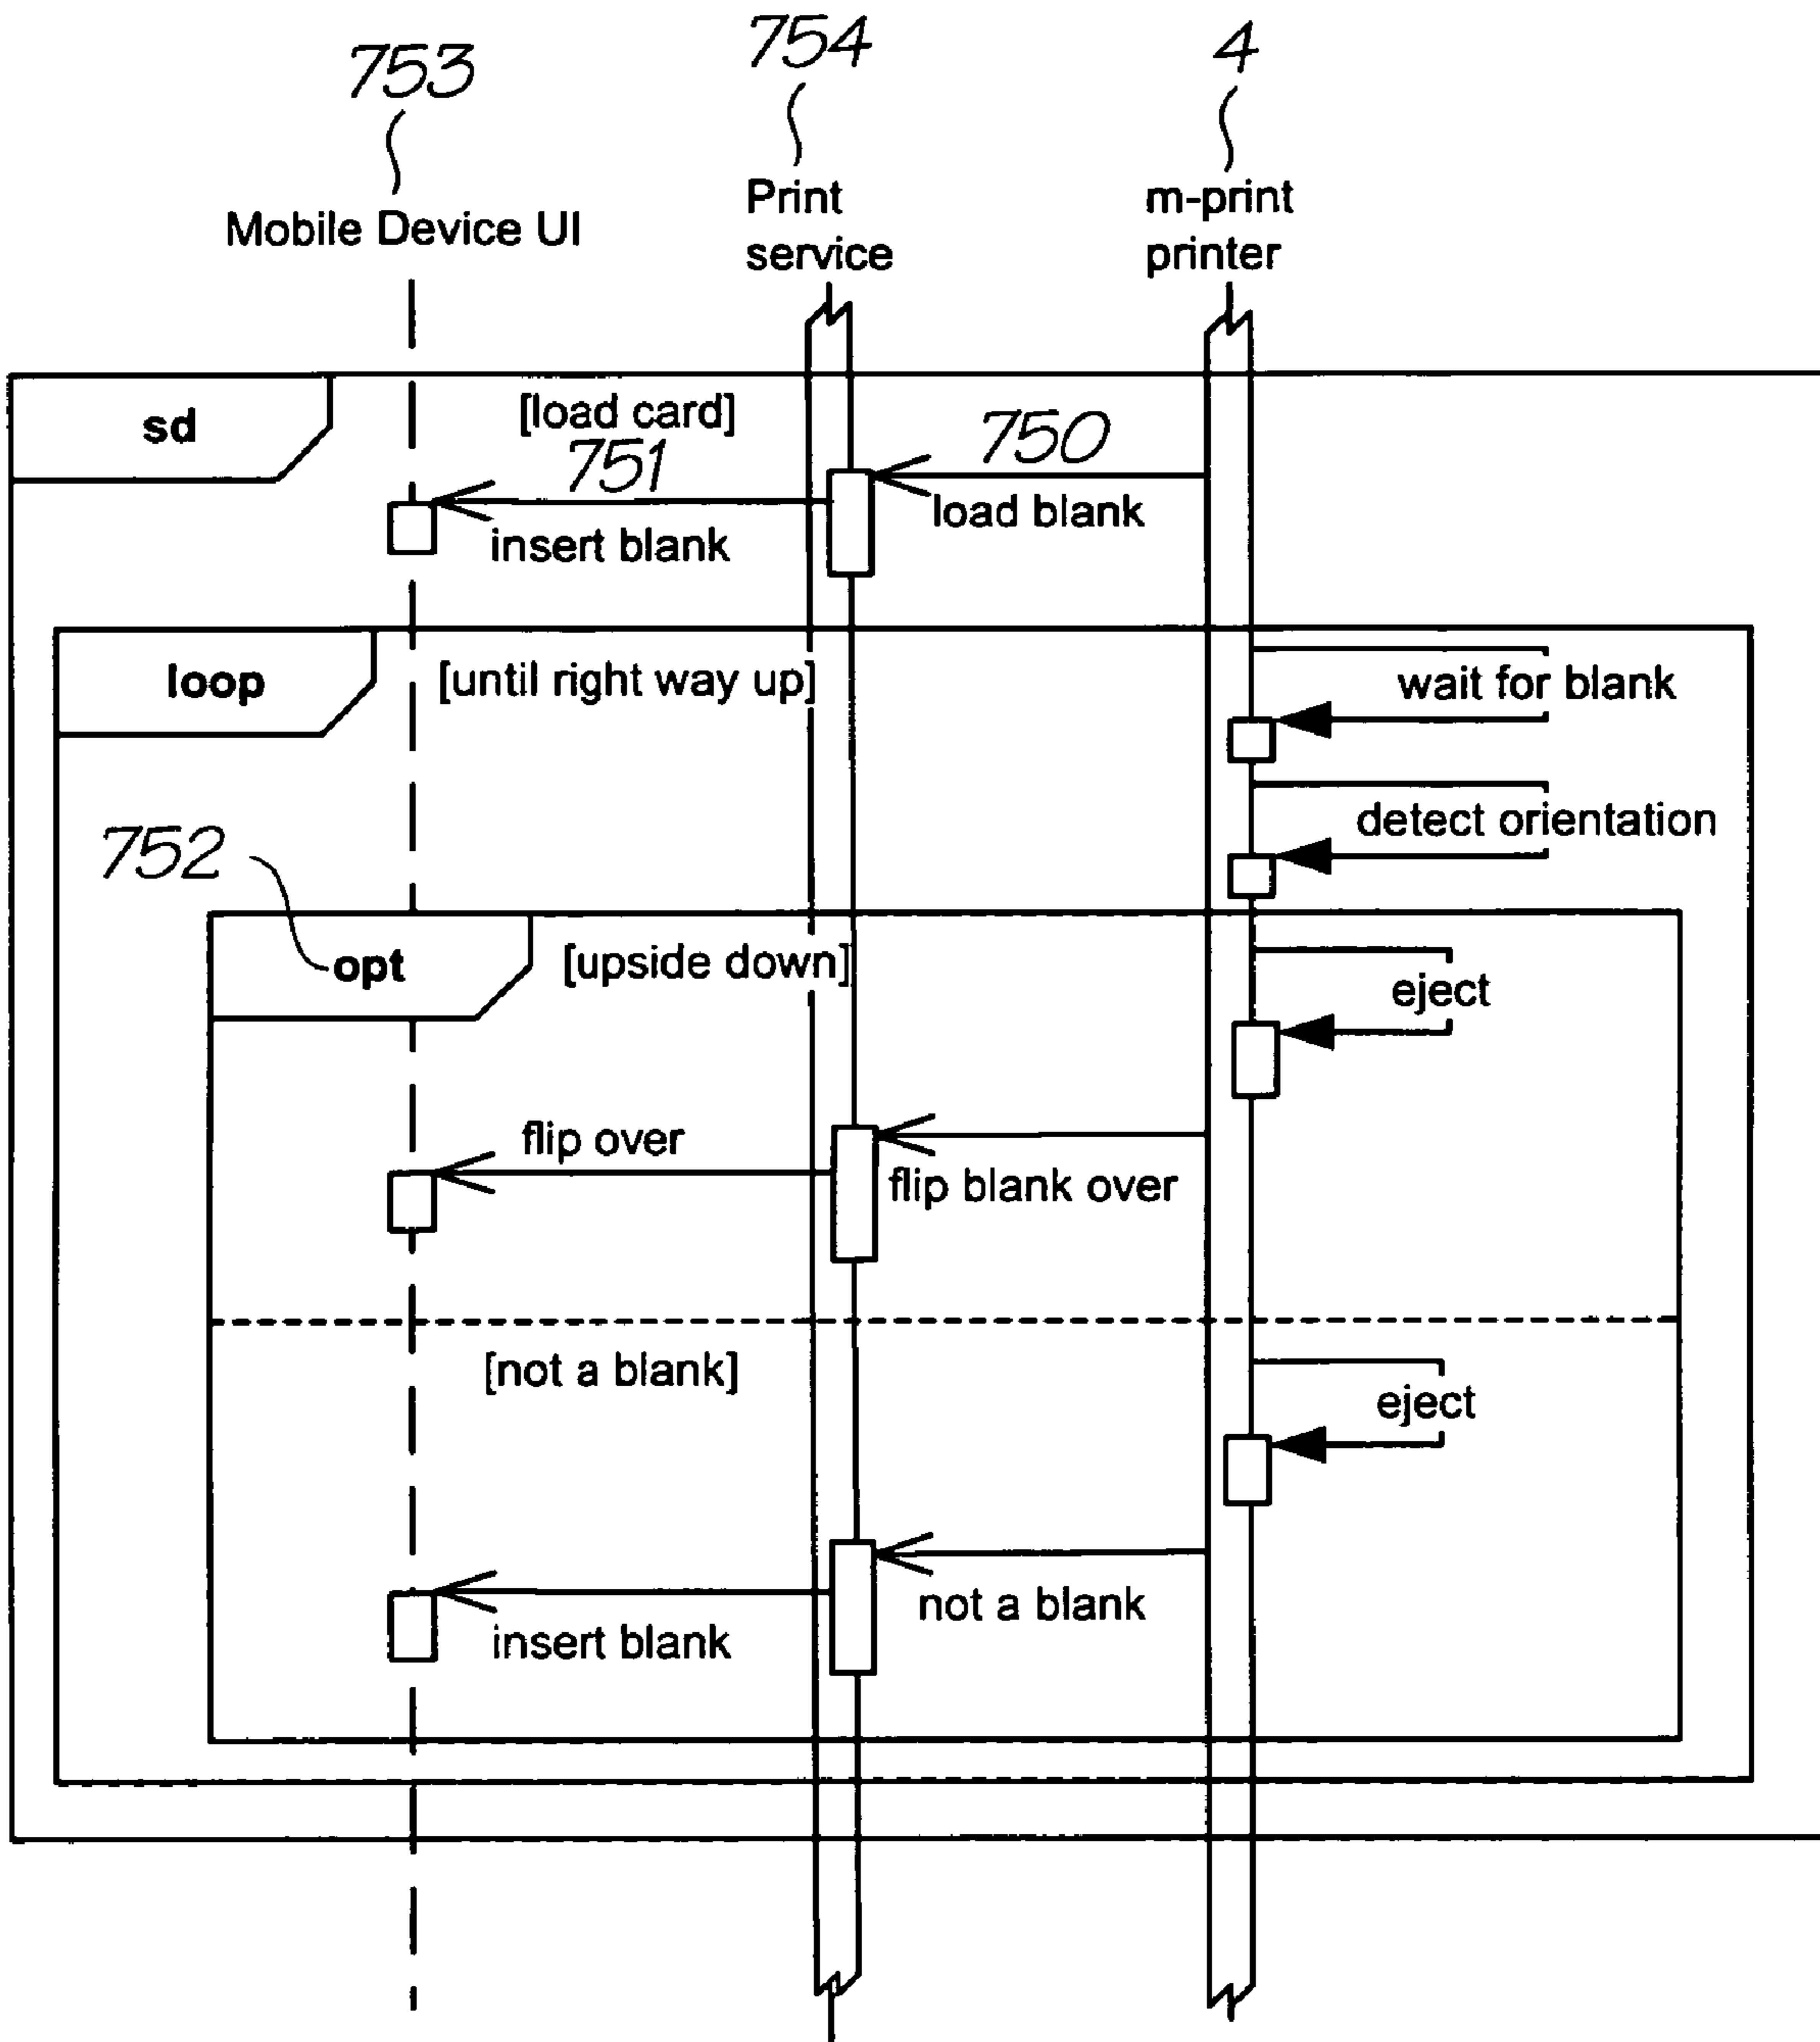 753
754
4
Mobile Device UI
Print
service
m-print
printer
sd
[load card]
751
750
insert blank
load blank
loop
[until right way up]
wait for blank
detect orientation
752
opt
[upside down]
eject
flip over
flip blank over
[not a blank]
eject
not a blank
insert blank